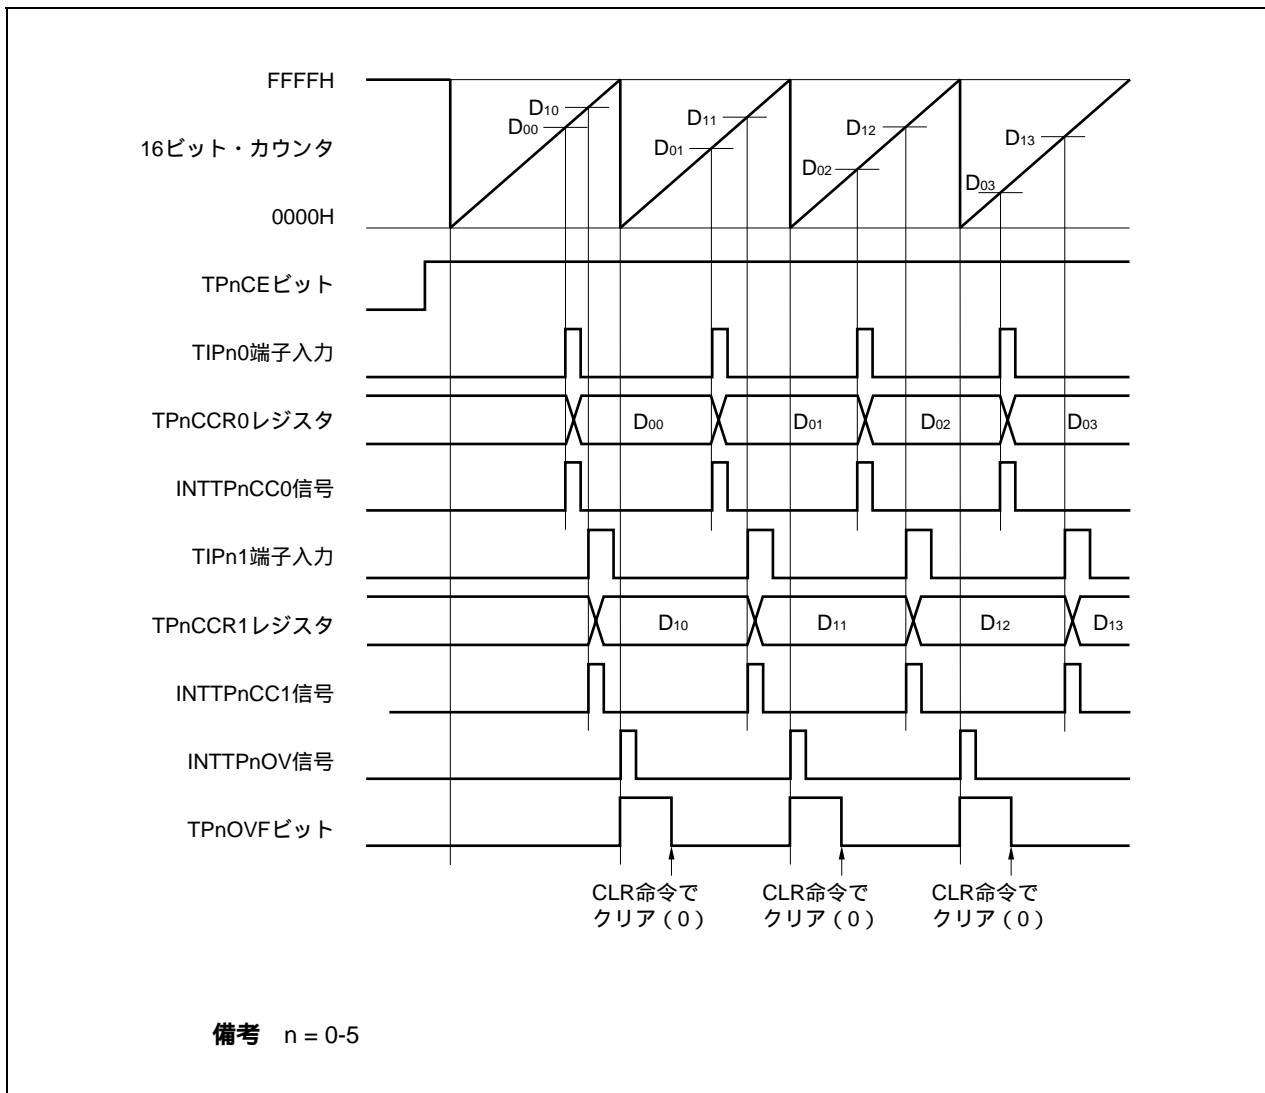 FFFFH
16ビット・カウンタ
0000H
D10
D00
D11
D01
D12
D02
D13
D03
TPnCEビット
TIPn0端子入力
TPnCCR0レジスタ
D00
D01
D02
D03
INTTPnCC0信号
TIPn1端子入力
TPnCCR1レジスタ
D10
D11
D12
D13
INTTPnCC1信号
INTTPnOV信号
TPnOVFビット
CLR命令で
クリア(0)
CLR命令で
クリア(0)
CLR命令で
クリア(0)
備考 n = 0-5